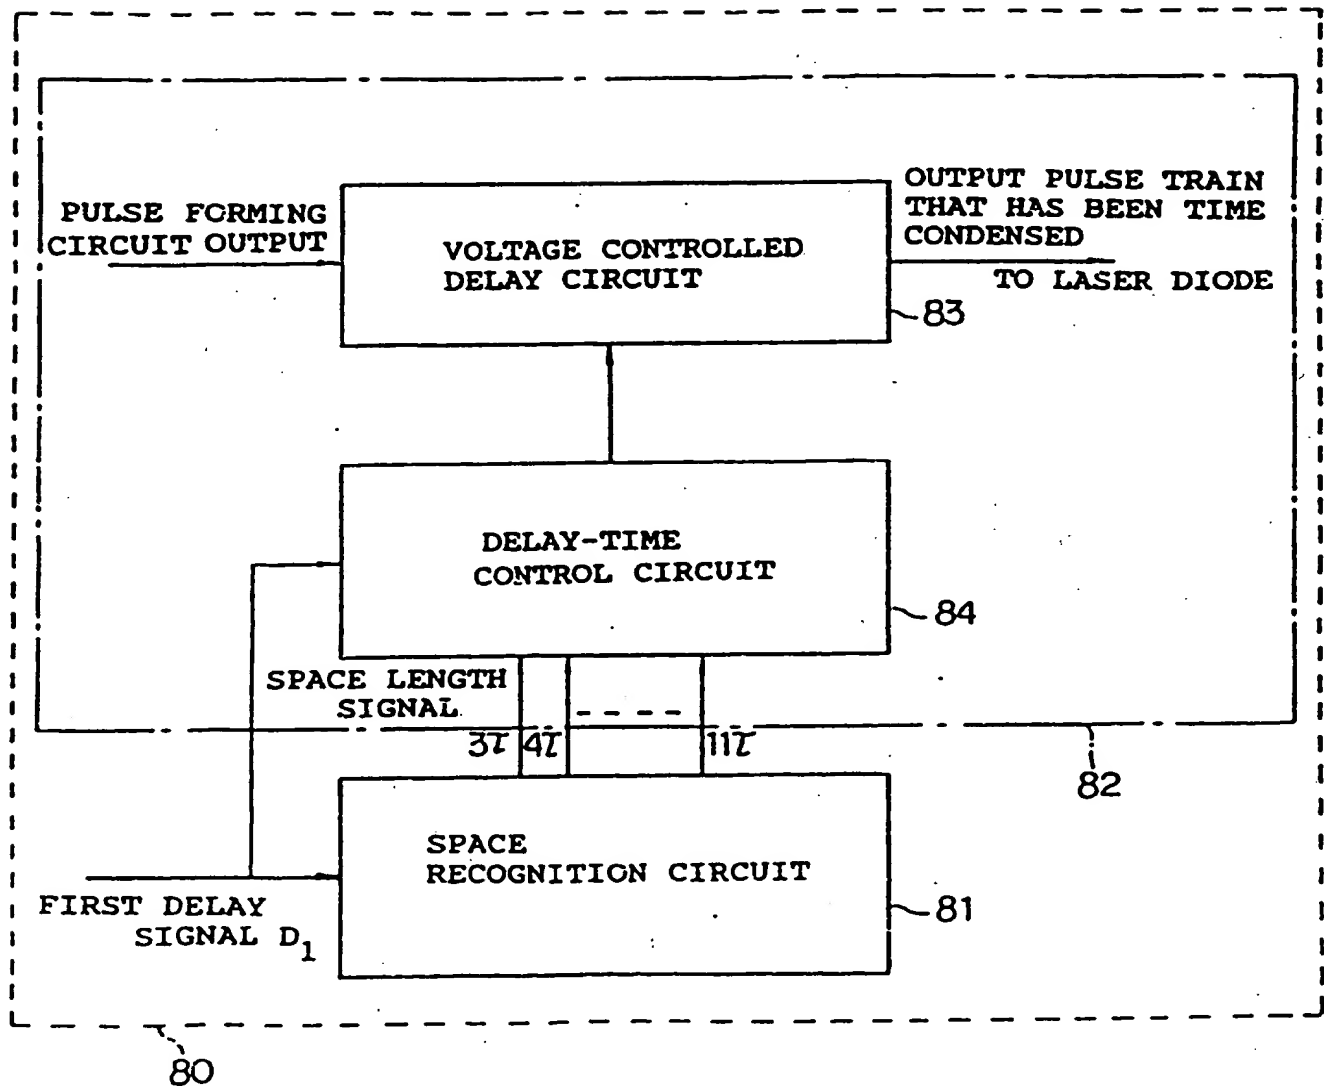 PULSE FORMING
CIRCUIT OUTPUT
VOLTAGE CONTROLLED
DELAY CIRCUIT
OUTPUT PULSE TRAIN
THAT HAS BEEN TIME
CONDENSED
TO LASER DIODE
83
DELAY-TIME
CONTROL CIRCUIT
84
SPACE LENGTH
SIGNAL
3τ 4τ 11τ
82
SPACE
RECOGNITION CIRCUIT
81
FIRST DELAY
SIGNAL D1
80